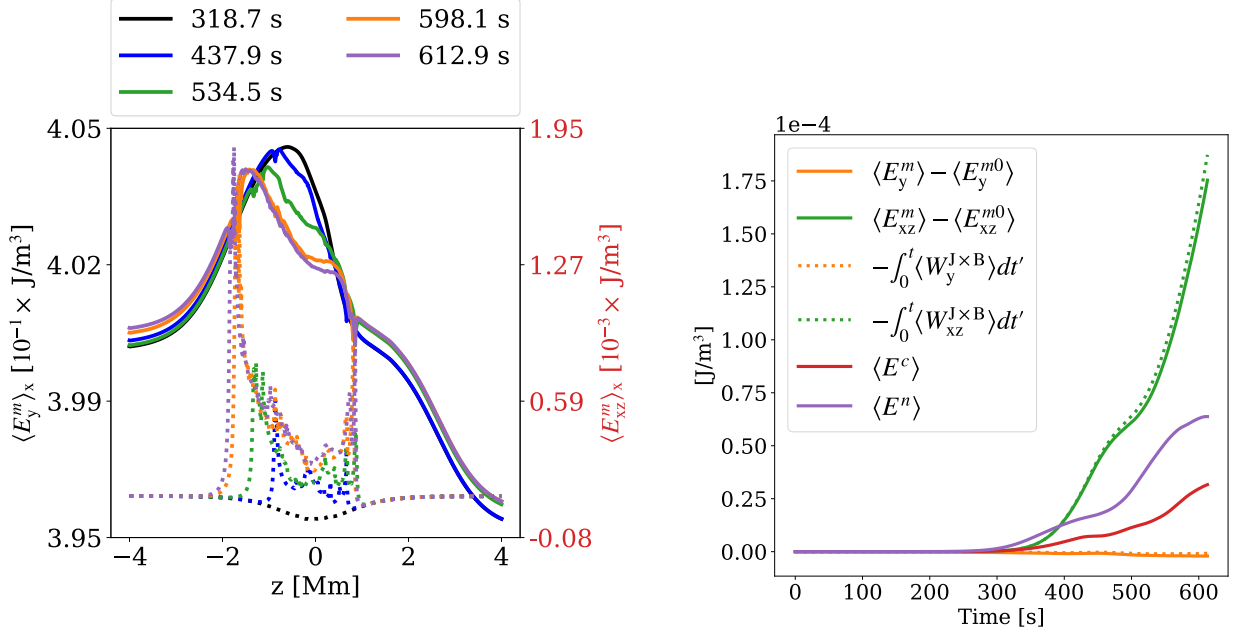 318.7 s
437.9 s
534.5 s
598.1 s
612.9 s
4.05
4.02
3.99
3.95
⟨E_y^m⟩_x [10^{−1} × J/m^3]
1.95
1.27
0.59
-0.08
⟨E_xz^m⟩_x [10^{−3} × J/m^3]
−4
−2
0
2
4
z [Mm]
1e−4
⟨E_y^m⟩ − ⟨E_y^{m0}⟩
⟨E_xz^m⟩ − ⟨E_xz^{m0}⟩
−∫_0^t⟨W_y^{J×B}⟩dt′
−∫_0^t⟨W_xz^{J×B}⟩dt′
⟨E^c⟩
⟨E^n⟩
1.75
1.50
1.25
1.00
0.75
0.50
0.25
0.00
[J/m^3]
0
100
200
300
400
500
600
Time [s]